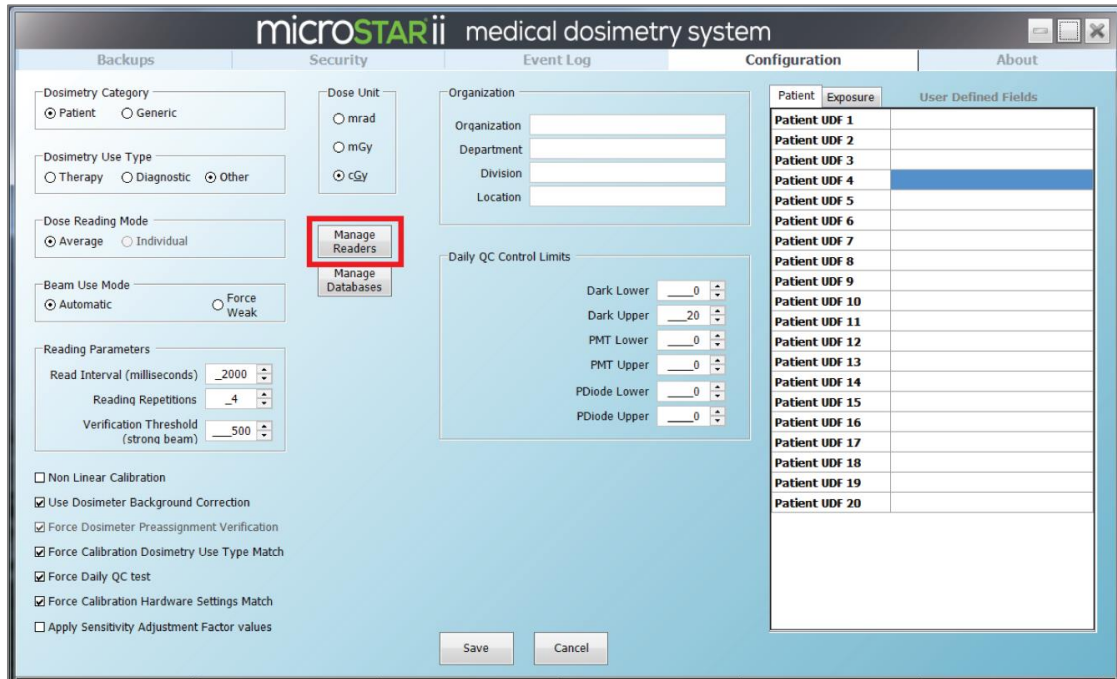 microSTAR ii medical dosimetry system
Backups Security Event Log Configuration About
Dosimetry Category
Patient Generic
Dosimetry Use Type
Therapy Diagnostic Other
Dose Reading Mode
Average Individual
Beam Use Mode
Automatic Force Weak
Reading Parameters
Read Interval (milliseconds) _2000
Reading Repetitions _4
Verification Threshold
(strong beam) ___500
Non Linear Calibration
Use Dosimeter Background Correction
Force Dosimeter Preassignment Verification
Force Calibration Dosimetry Use Type Match
Force Daily QC test
Force Calibration Hardware Settings Match
Apply Sensitivity Adjustment Factor values
Dose Unit
mrad
mGy
cGy
Manage
Readers
Manage
Databases
Organization
Organization
Department
Division
Location
Daily QC Control Limits
Dark Lower ____0
Dark Upper ___20
PMT Lower ____0
PMT Upper ____0
PDiode Lower ____0
PDiode Upper ____0
Save Cancel
Patient Exposure User Defined Fields
Patient UDF 1
Patient UDF 2
Patient UDF 3
Patient UDF 4
Patient UDF 5
Patient UDF 6
Patient UDF 7
Patient UDF 8
Patient UDF 9
Patient UDF 10
Patient UDF 11
Patient UDF 12
Patient UDF 13
Patient UDF 14
Patient UDF 15
Patient UDF 16
Patient UDF 17
Patient UDF 18
Patient UDF 19
Patient UDF 20